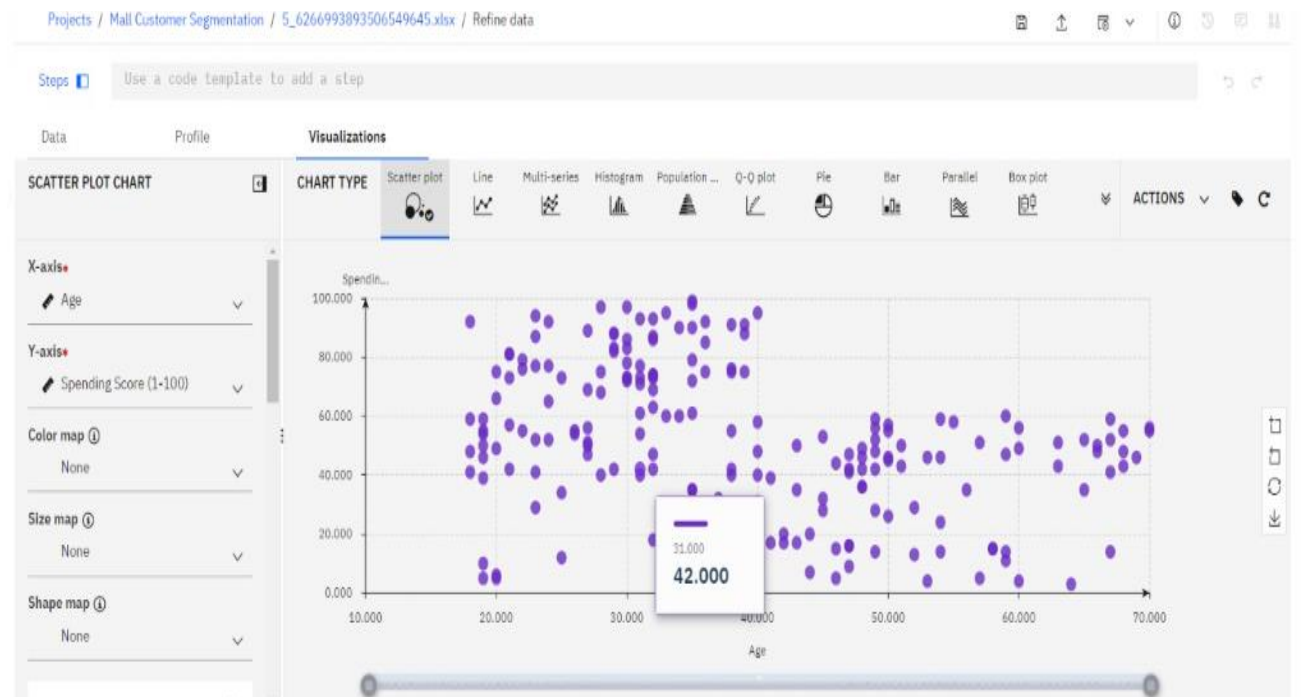 Projects / Mall Customer Segmentation / 5_6266993893506549645.xlsx / Refine data
Steps Use a code template to add a step
Data Profile Visualizations
SCATTER PLOT CHART
CHART TYPE Scatter plot Line Multi-series Histogram Population ... Q-Q plot Pie Bar Parallel Box plot ACTIONS
X-axis*
Age
Y-axis*
Spending Score (1-100)
Color map
None
Size map
None
Shape map
None
Spendin...
100.000
80.000
60.000
40.000
20.000
0.000
31.000
42.000
10.000 20.000 30.000 40.000 50.000 60.000 70.000
Age